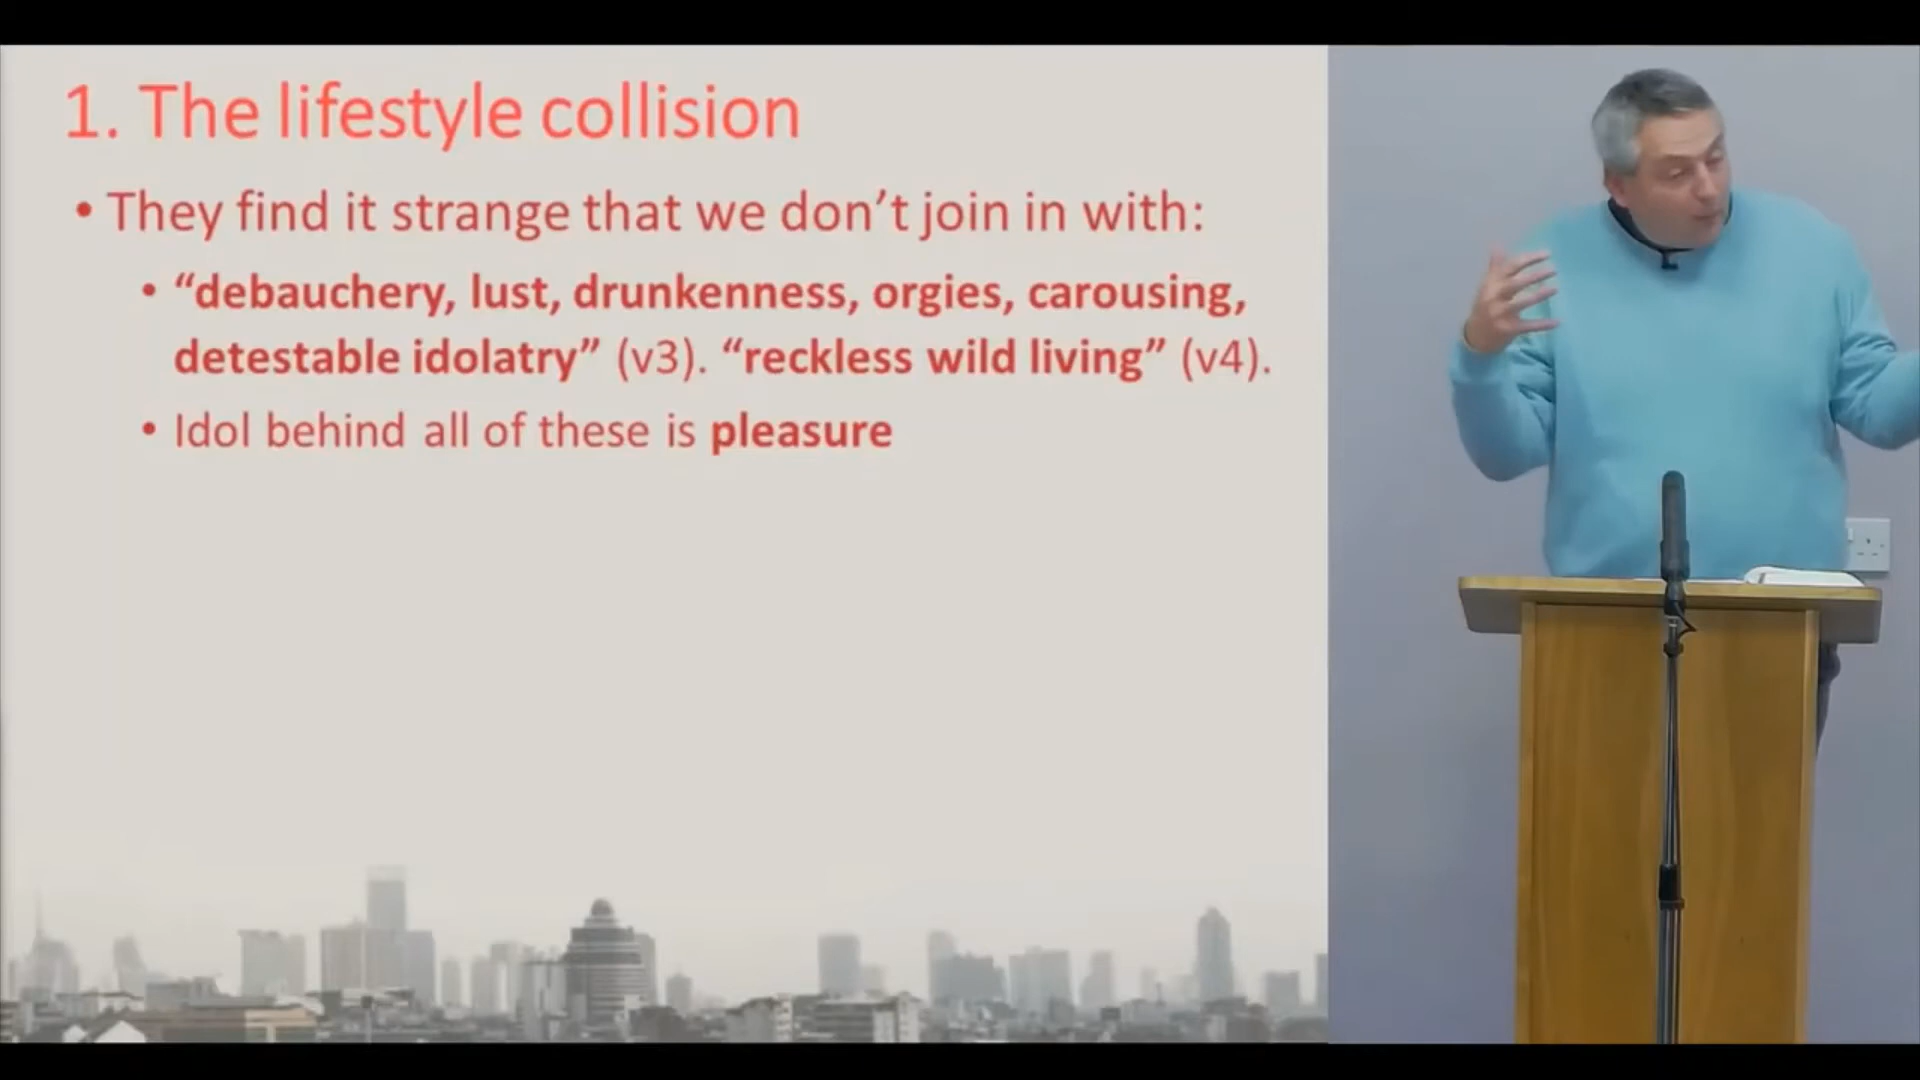 1. The lifestyle collision
• They find it strange that we don’t join in with:
• “debauchery, lust, drunkenness, orgies, carousing,
detestable idolatry” (v3). “reckless wild living” (v4).
• Idol behind all of these is pleasure